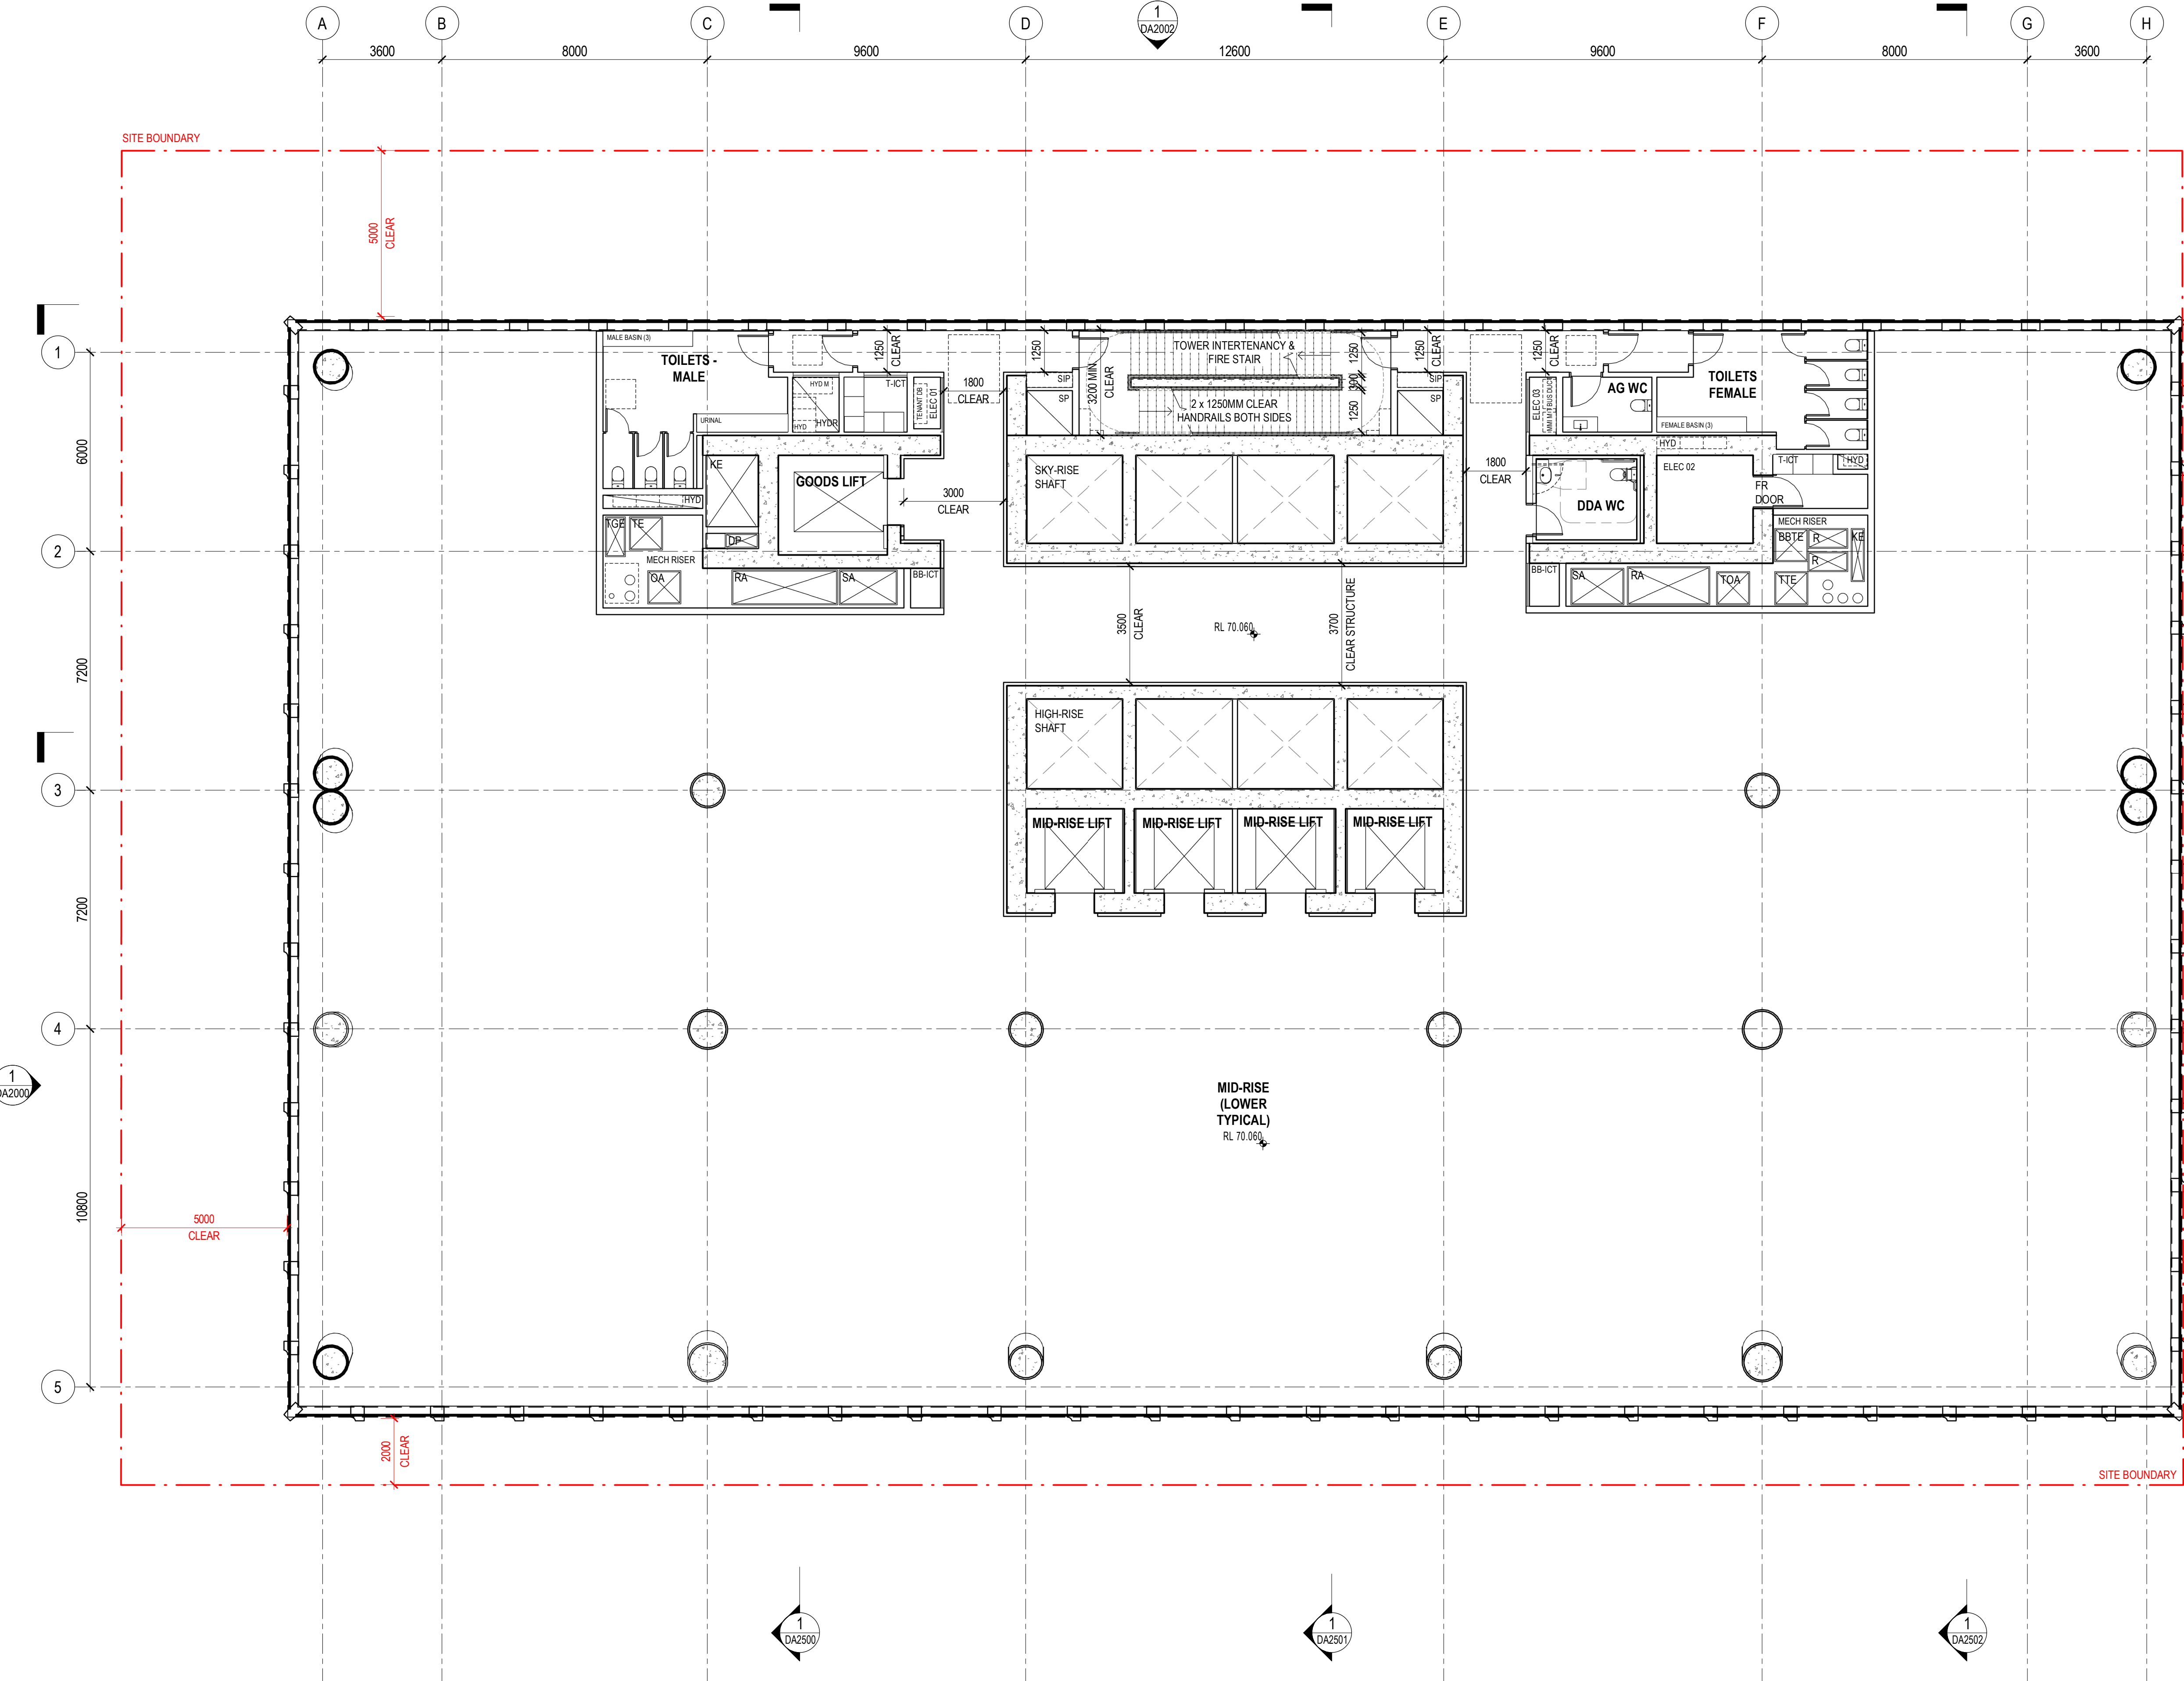 A
B
C
D
1
DA2002
E
F
G
H
3600
8000
9600
12600
9600
8000
3600
SITE BOUNDARY
5000
CLEAR
1
MALE BASIN (3)
TOILETS -
MALE
URINAL
HYD M
HYD
HYDR
T-ICT
TENANT DB
ELEC 01
1250
CLEAR
1800
CLEAR
1250
SIP
SP
3200 MIN.
CLEAR
TOWER INTERTENANCY &
FIRE STAIR
2 x 1250MM CLEAR
HANDRAILS BOTH SIDES
1250
300
1250
1250
CLEAR
SIP
SP
1250
CLEAR
ELEC 03
AG WC
TOILETS
FEMALE
FEMALE BASIN (3)
6000
KE
GOODS LIFT
3000
CLEAR
SKY-RISE
SHAFT
1800
CLEAR
DDA WC
HYD
ELEC 02
T-ICT
HYD
FR
DOOR
HYD
TGE
TE
DP
MECH RISER
OA
RA
SA
BB-ICT
MECH RISER
BBTE
R
KE
R
BB-ICT
SA
RA
TOA
TTE
2
7200
3500
CLEAR
RL 70.060
3700
CLEAR STRUCTURE
HIGH-RISE
SHAFT
3
MID-RISE LIFT
MID-RISE LIFT
MID-RISE LIFT
MID-RISE LIFT
7200
4
1
DA2000
MID-RISE
(LOWER
TYPICAL)
RL 70.060
10800
5000
CLEAR
5
2000
CLEAR
SITE BOUNDARY
1
DA2500
1
DA2501
1
DA2502